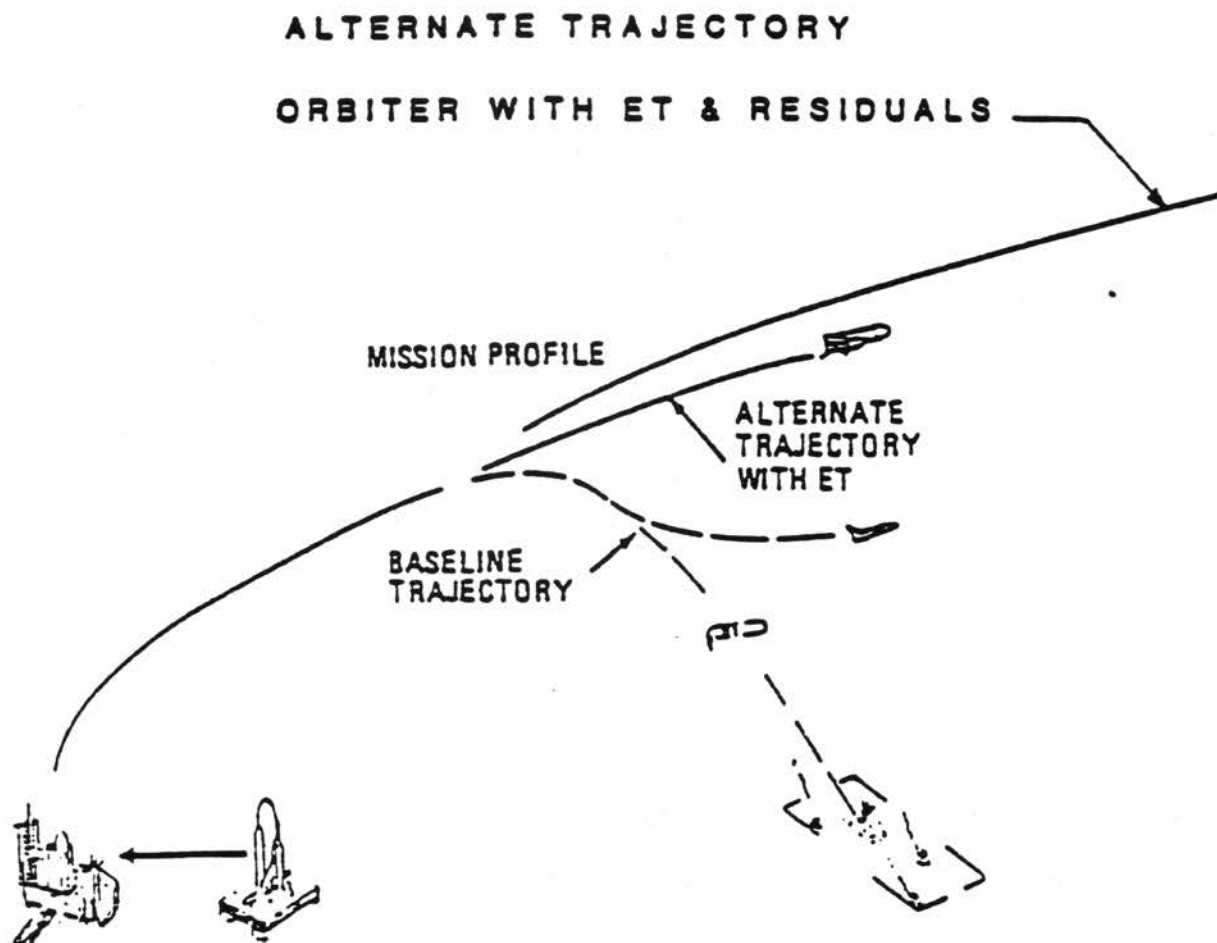 ALTERNATE TRAJECTORY
ORBITER WITH ET & RESIDUALS
MISSION PROFILE
ALTERNATE
TRAJECTORY
WITH ET
BASELINE
TRAJECTORY